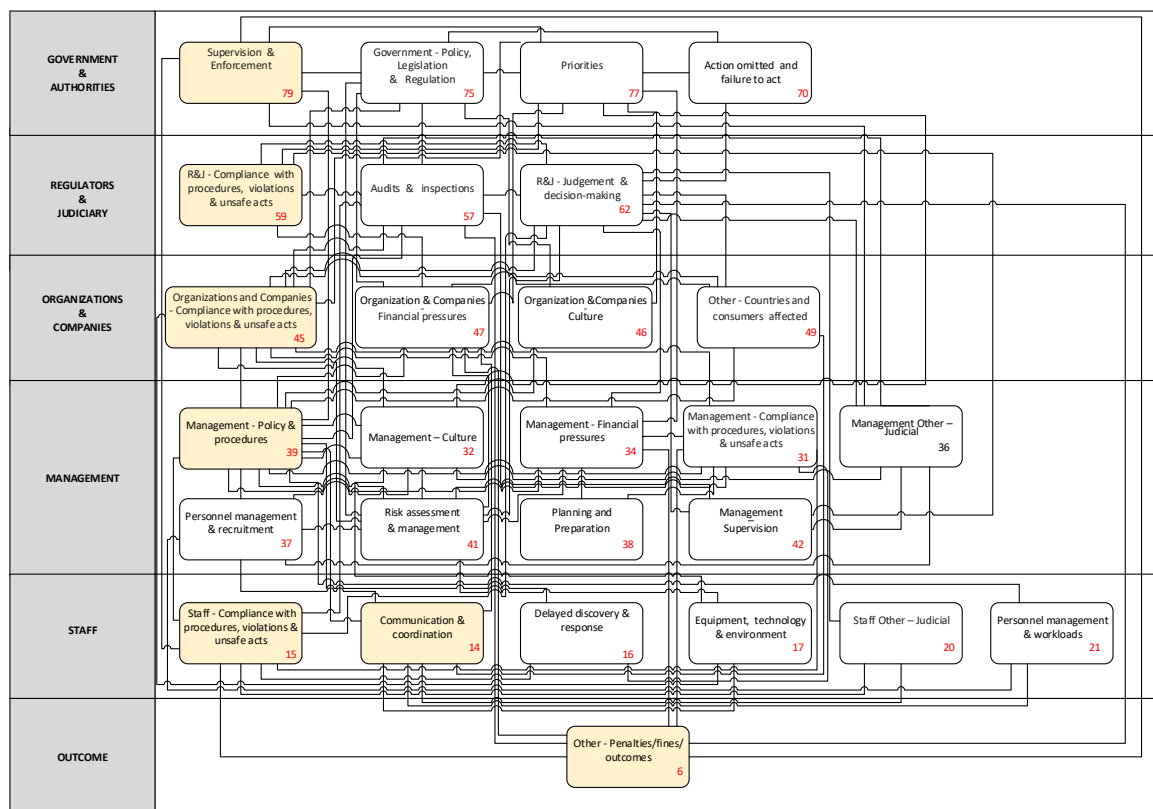 GOVERNMENT
&
AUTHORITIES
Supervision &
Enforcement
79
Government - Policy,
Legislation
& Regulation
75
Priorities
77
Action omitted and
failure to act
70
REGULATORS
&
JUDICIARY
R&J - Compliance with
procedures, violations
& unsafe acts
59
Audits & inspections
57
R&J - Judgement &
decision-making
62
ORGANIZATIONS
&
COMPANIES
Organizations and Companies
- Compliance with procedures,
violations & unsafe acts
45
Organization & Companies
-
Financial pressures
47
Organization &Companies
-
Culture
46
Other - Countries and
consumers affected
49
MANAGEMENT
Management - Policy &
procedures
39
Management – Culture
32
Management - Financial
pressures
34
Management - Compliance
with procedures, violations
& unsafe acts
31
Management Other –
Judicial
36
Personnel management
& recruitment
37
Risk assessment
& management
41
Planning and
Preparation
38
Management
–
Supervision
42
STAFF
Staff - Compliance with
procedures, violations &
unsafe acts
15
Communication &
coordination
14
Delayed discovery &
response
16
Equipment, technology
& environment
17
Staff Other – Judicial
20
Personnel management
& workloads
21
OUTCOME
Other - Penalties/fines/
outcomes
6